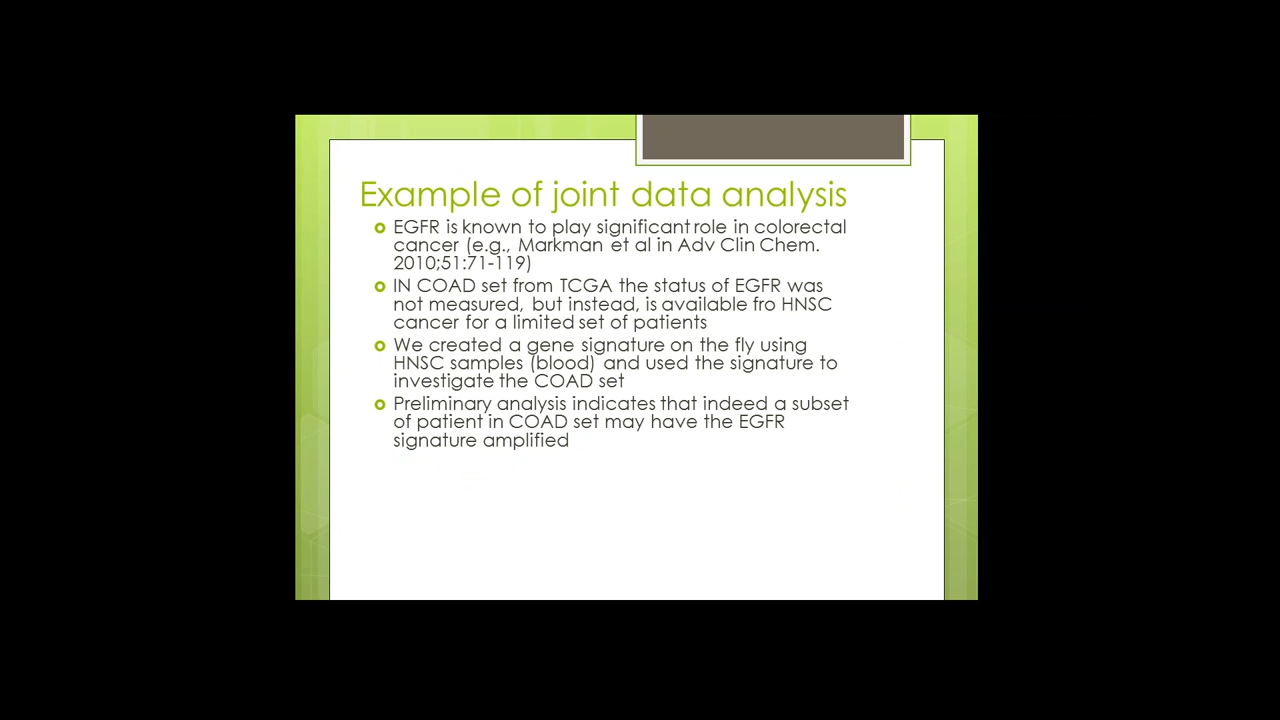 Example of joint data analysis
EGFR is known to play significant role in colorectal
cancer (e.g., Markman et al in Adv Clin Chem.
2010;51:71-119)
IN COAD set from TCGA the status of EGFR was
not measured, but instead, is available fro HNSC
cancer for a limited set of patients
We created a gene signature on the fly using
HNSC samples (blood) and used the signature to
investigate the COAD set
Preliminary analysis indicates that indeed a subset
of patient in COAD set may have the EGFR
signature amplified